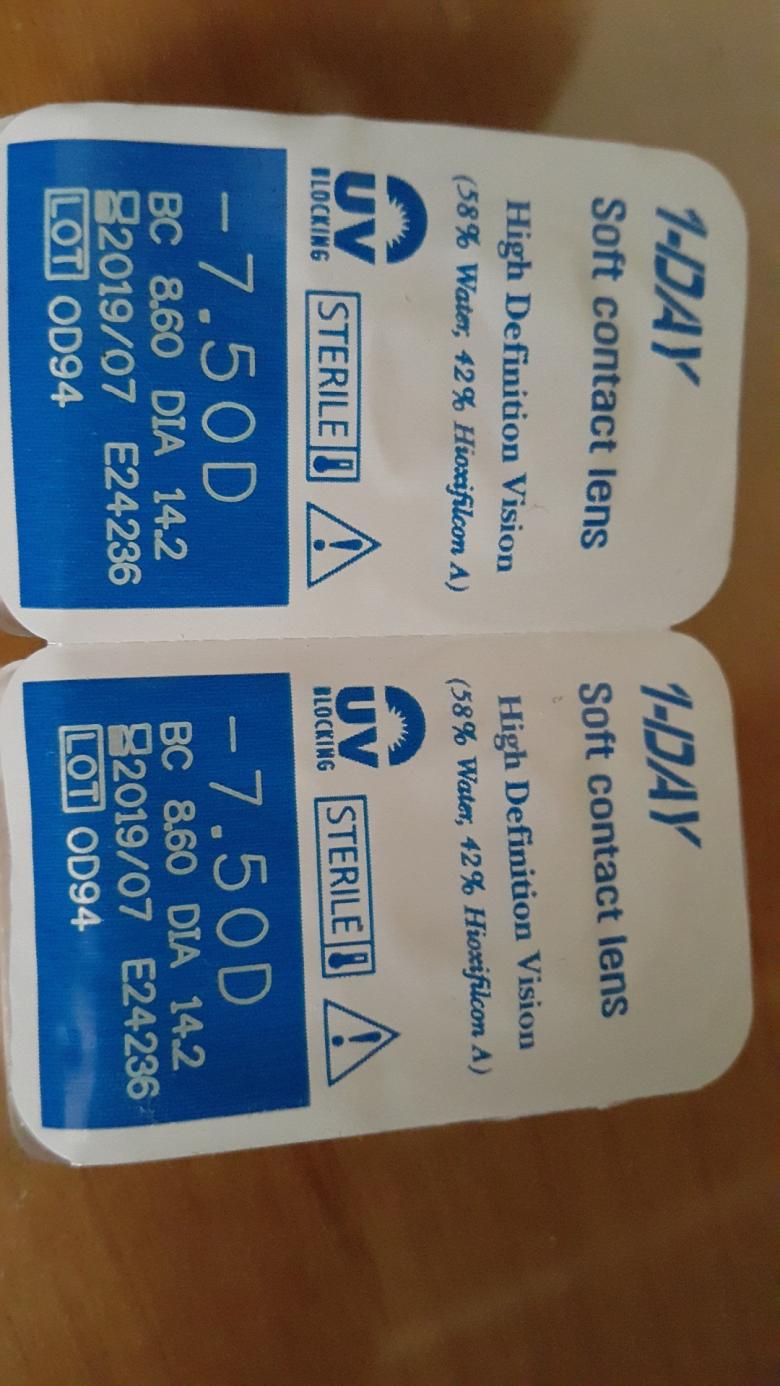 1-DAY
Soft contact lens
High Definition Vision
(58% Water, 42% Hioxifilcon A)
UV
BLOCKING
STERILE
-7.50D
BC 8.60 DIA 14.2
2019/07 E24236
LOT OD94
1-DAY
Soft contact lens
High Definition Vision
(58% Water, 42% Hioxifilcon A)
UV
BLOCKING
STERILE
-7.50D
BC 8.60 DIA 14.2
2019/07 E24236
LOT OD94